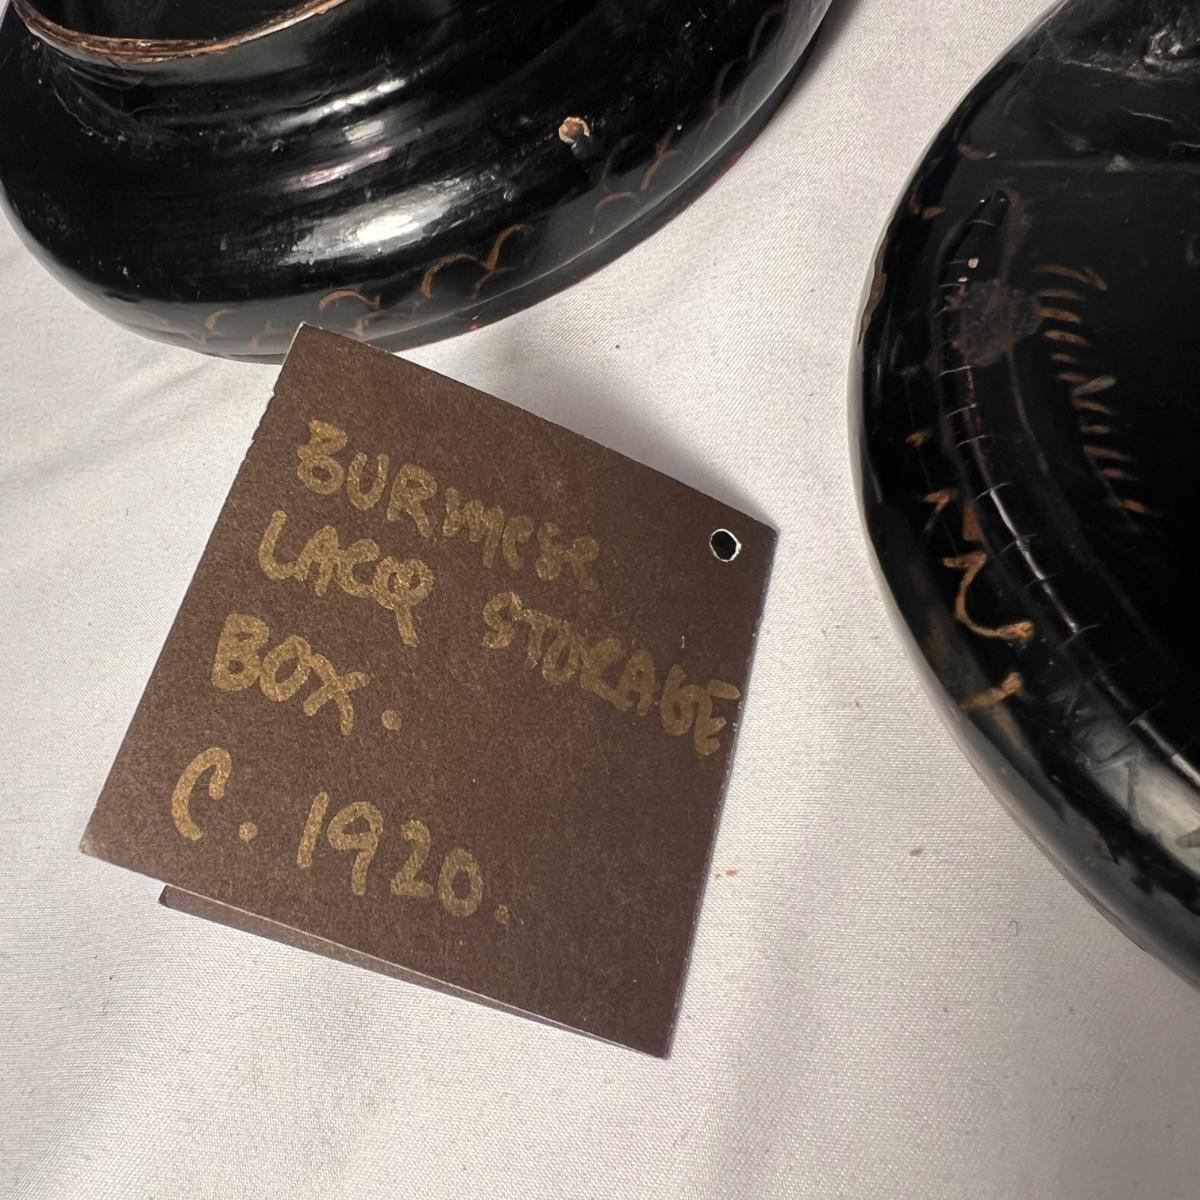 BURMESE
LACQ STORAGE
BOX.
C. 1920.